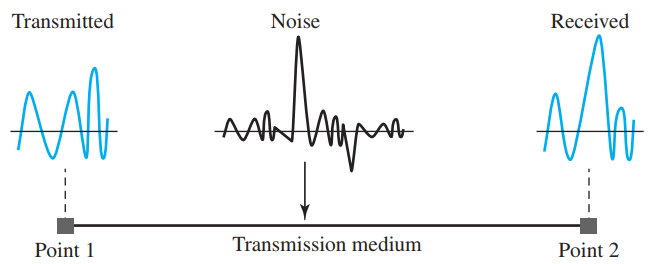 Transmitted
Noise
Received
Point 1
Transmission medium
Point 2